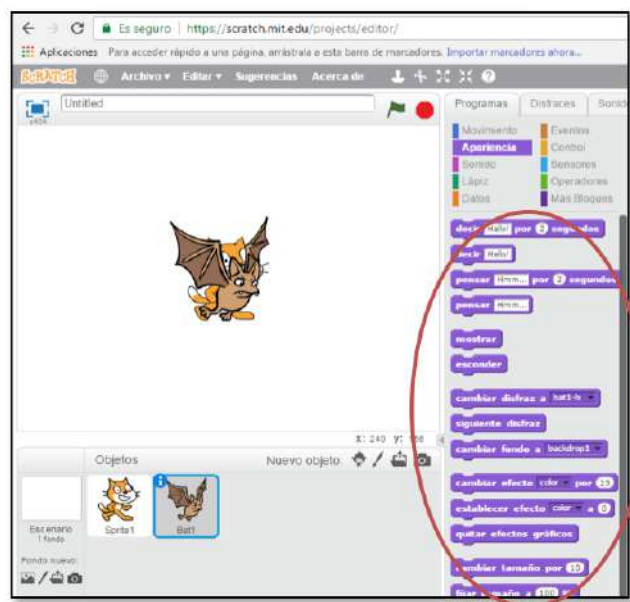 Es seguro | https://scratch.mit.edu/projects/editor/
Aplicaciones Para acceder rápido a una página, arrástrala a esta barra de marcadores. Importar marcadores ahora...
SCRATCH Archivo Editar Sugerencias Acerca de
Untitled
Programas Disfraces Sonid
Movimiento Eventos
Apariencia Control
Sonido Sensores
Lápiz Operadores
Datos Más Bloques
decir Hello! por 2 segundos
decir Hello!
pensar Hmm... por 2 segundos
pensar Hmm...
mostrar
esconder
cambiar disfraz a bat1-b
siguiente disfraz
cambiar fondo a backdrop1
cambiar efecto color por 25
establecer efecto color a 0
quitar efectos gráficos
cambiar tamaño por 10
fijar tamaño a 100
x: 240 y:
Objetos Nuevo objeto:
Escenario
1 fondo
Sprite1 Bat1
Fondo nuevo: